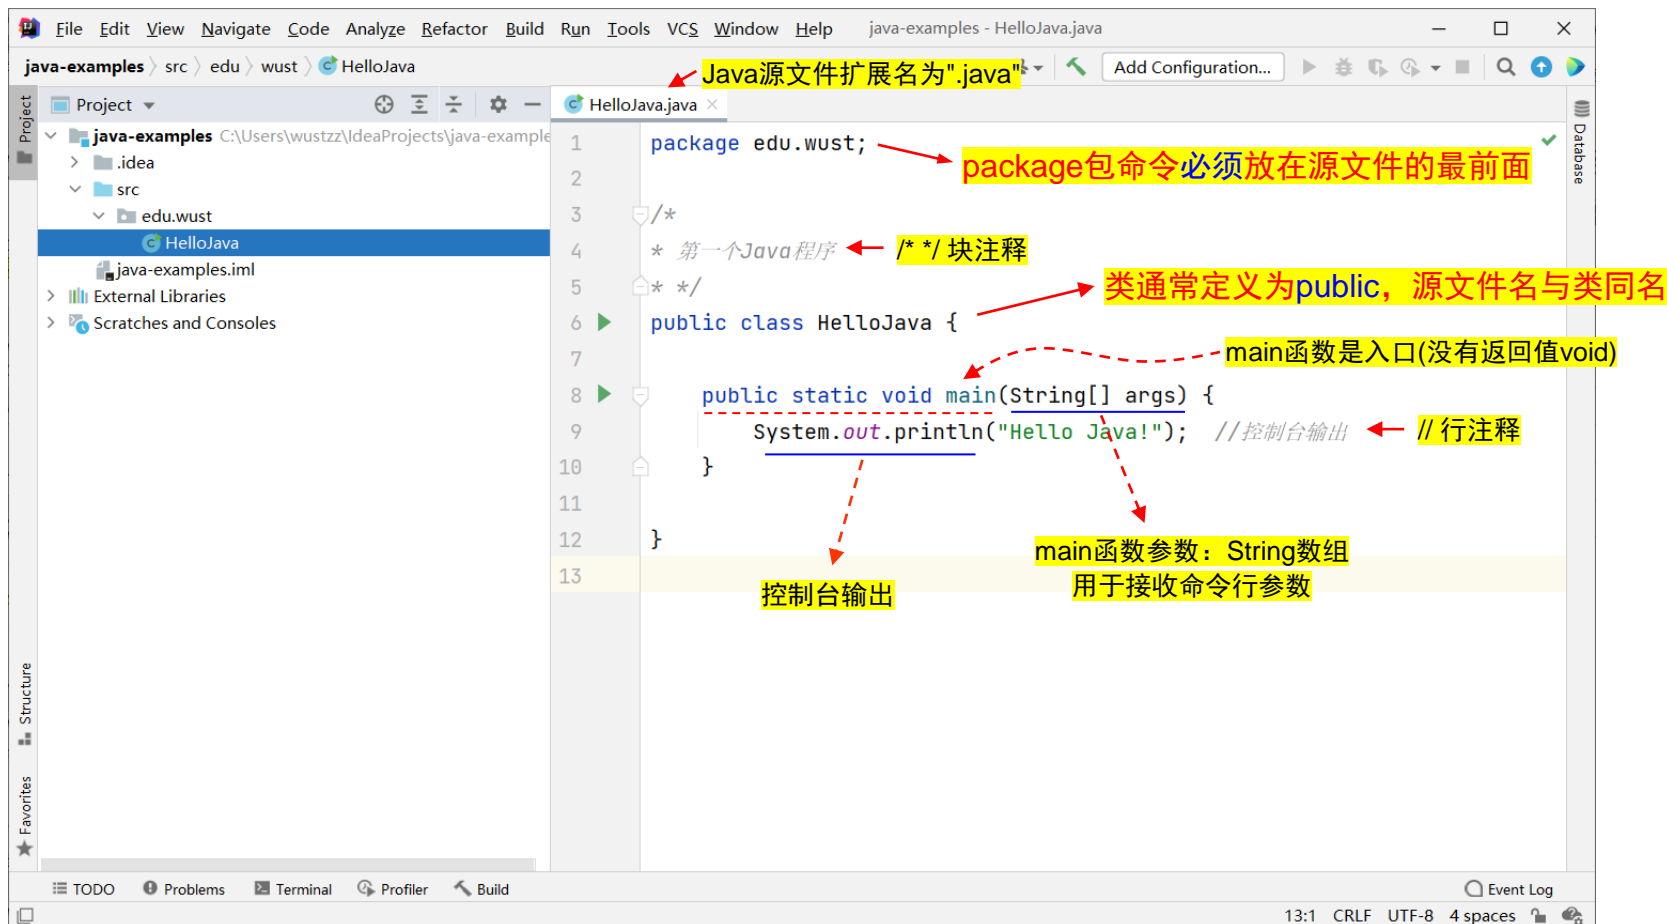 File Edit View Navigate Code Analyze Refactor Build Run Tools VCS Window Help java-examples - HelloJava.java
java-examples src edu wust HelloJava
Java源文件扩展名为".java"
Add Configuration...
Project
Project
HelloJava.java
java-examples C:\Users\wustzz\IdeaProjects\java-example
.idea
src
edu.wust
HelloJava
java-examples.iml
External Libraries
Scratches and Consoles
Structure
Favorites
1 package edu.wust;
package包命令必须放在源文件的最前面
2
3 /*
4 * 第一个Java程序
/* */ 块注释
5 * */
类通常定义为public，源文件名与类同名
6 public class HelloJava {
7
main函数是入口(没有返回值void)
8 public static void main(String[] args) {
9 System.out.println("Hello Java!"); //控制台输出
// 行注释
10 }
11
12 }
main函数参数：String数组
用于接收命令行参数
13
控制台输出
Database
TODO Problems Terminal Profiler Build Event Log
13:1 CRLF UTF-8 4 spaces